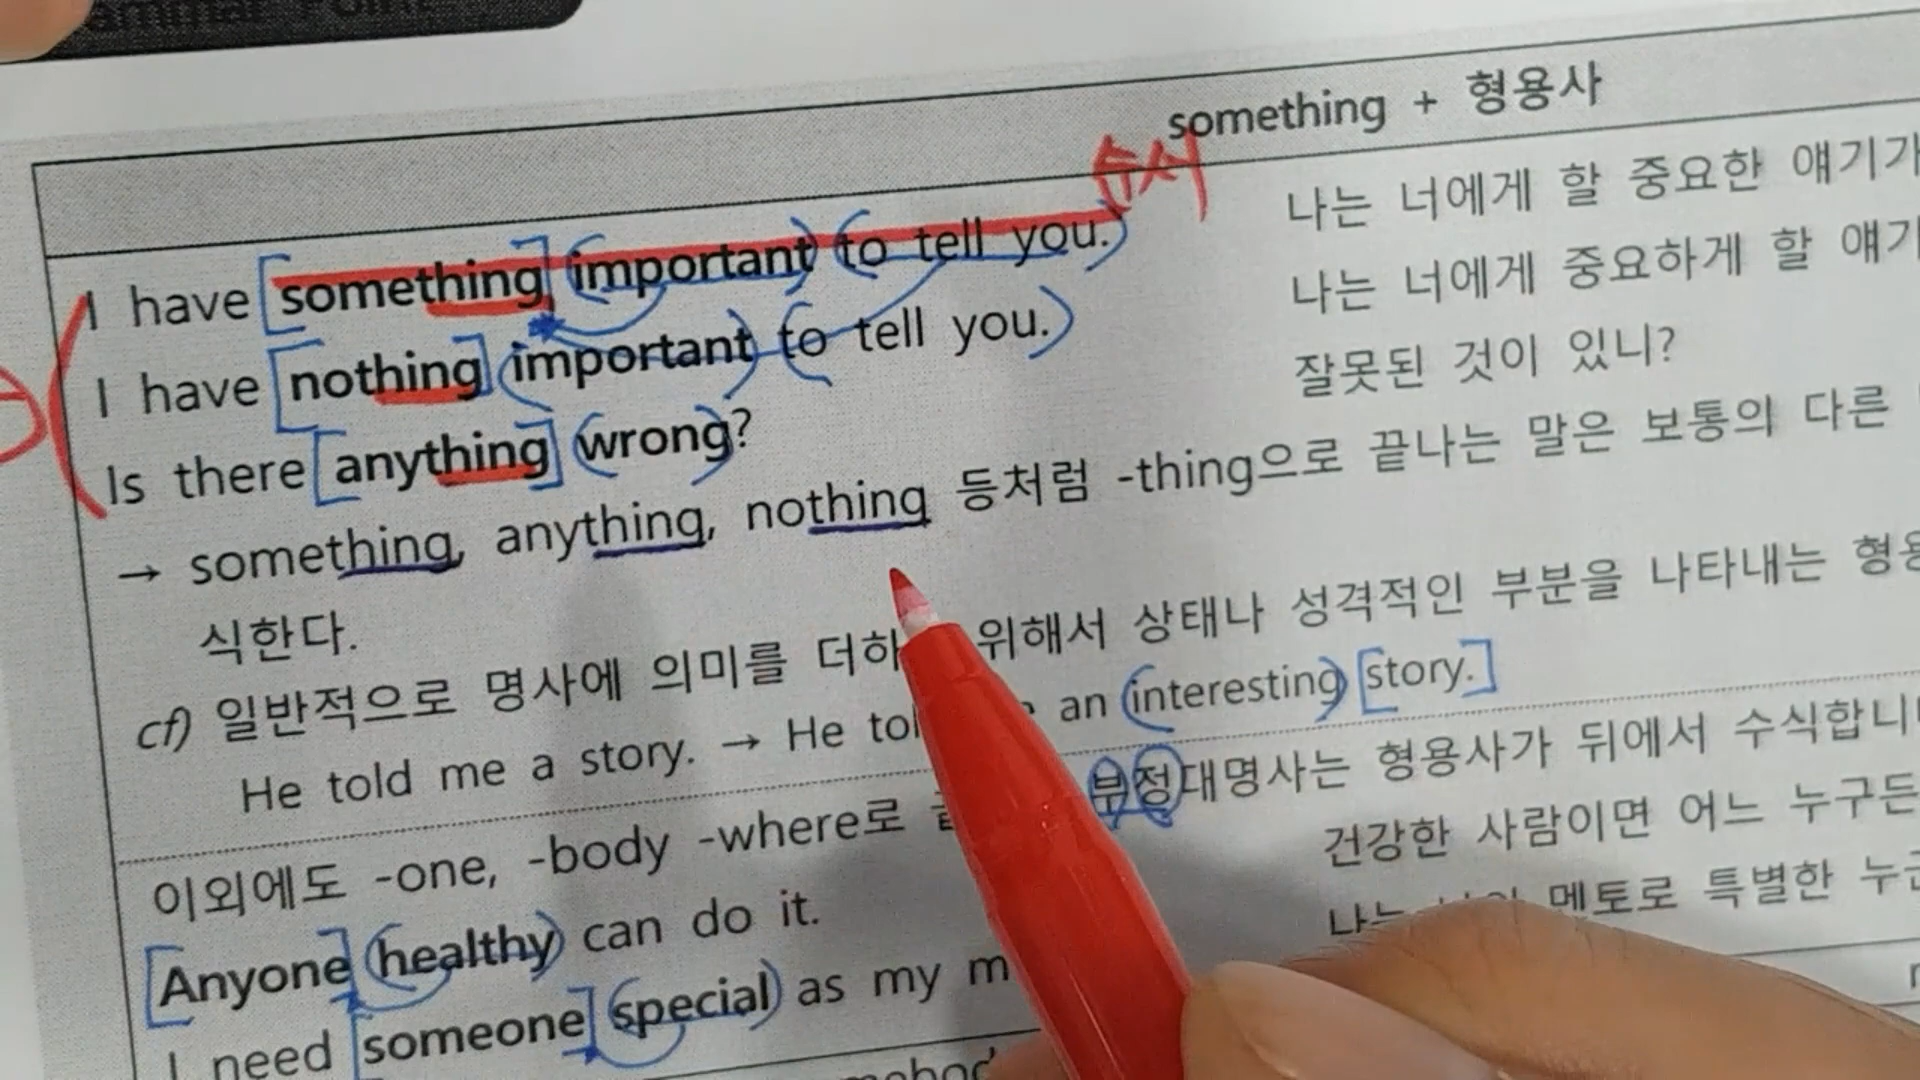 Grammar Point
something + 형용사
수식
I have something important to tell you. 나는 너에게 할 중요한 얘기가
I have nothing important to tell you. 나는 너에게 중요하게 할 얘기
Is there anything wrong? 잘못된 것이 있니?
→ something, anything, nothing 등처럼 -thing으로 끝나는 말은 보통의 다른
식한다.
cf) 일반적으로 명사에 의미를 더하 위해서 상태나 성격적인 부분을 나타내는 형용
He told me a story. → He tol an interesting story.
이외에도 -one, -body -where로 부정대명사는 형용사가 뒤에서 수식합니
Anyone healthy can do it. 건강한 사람이면 어느 누구든
I need someone special as my m 나는 멘토로 특별한 누군